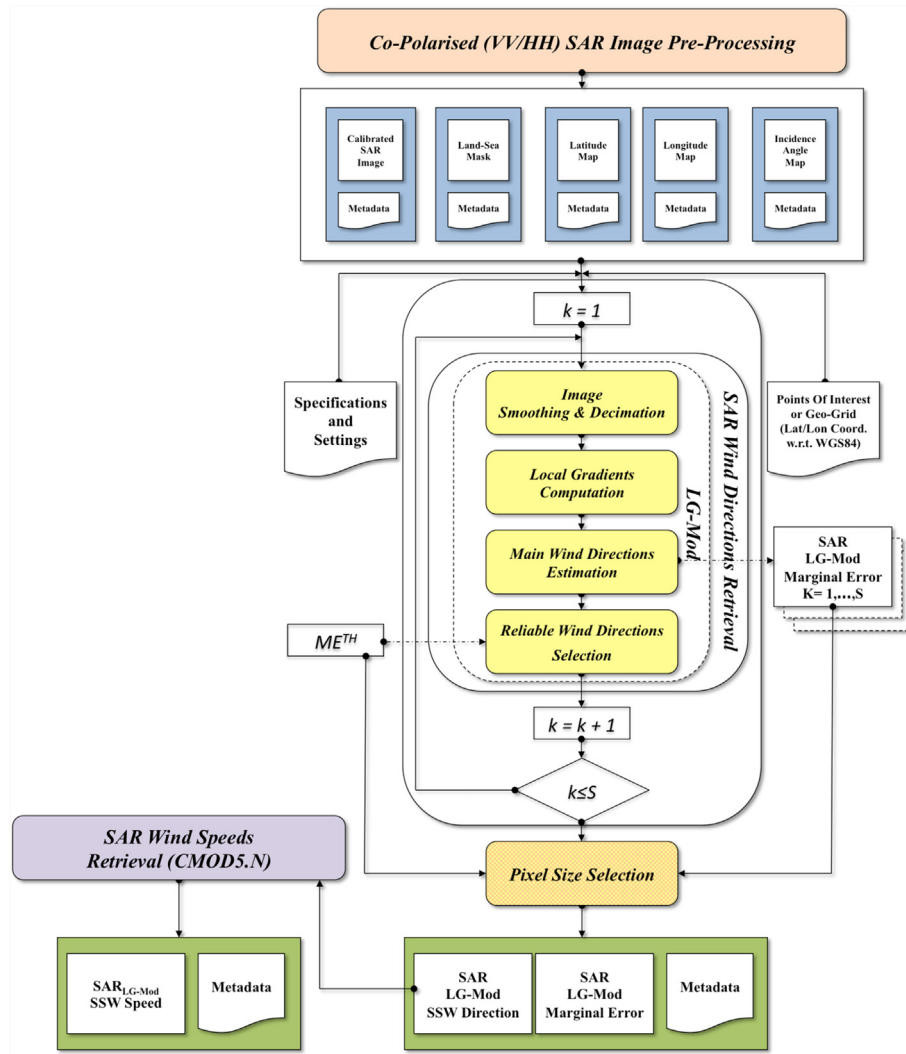 Co-Polarised (VV/HH) SAR Image Pre-Processing
Calibrated
SAR
Image
Metadata
Land-Sea
Mask
Metadata
Latitude
Map
Metadata
Longitude
Map
Metadata
Incidence
Angle
Map
Metadata
k = 1
Specifications
and
Settings
Points Of Interest
or Geo-Grid
(Lat/Lon Coord.
w.r.t. WGS84)
SAR Wind Directions Retrieval
LG-Mod
Image
Smoothing & Decimation
Local Gradients
Computation
Main Wind Directions
Estimation
Reliable Wind Directions
Selection
SAR
LG-Mod
Marginal Error
K= 1,...,S
MEᵀᴴ
k = k + 1
k≤S
SAR Wind Speeds
Retrieval (CMOD5.N)
Pixel Size Selection
SAR_LG-Mod
SSW Speed
Metadata
SAR
LG-Mod
SSW Direction
SAR
LG-Mod
Marginal Error
Metadata